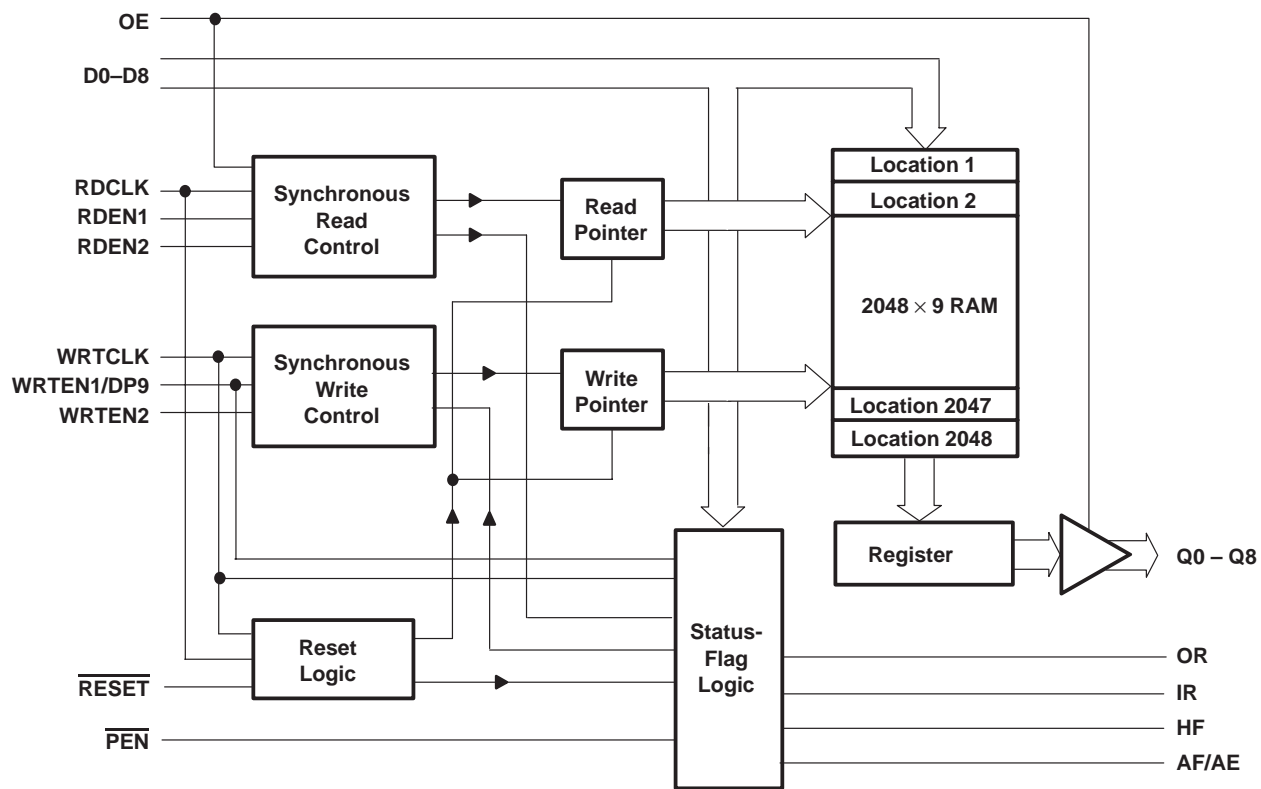 OE
D0–D8
RDCLK
RDEN1
RDEN2
Synchronous
Read
Control
Read
Pointer
Location 1
Location 2
2048 × 9 RAM
Location 2047
Location 2048
WRTCLK
WRTEN1/DP9
WRTEN2
Synchronous
Write
Control
Write
Pointer
Register
Q0 – Q8
Reset
Logic
RESET
PEN
Status-
Flag
Logic
OR
IR
HF
AF/AE